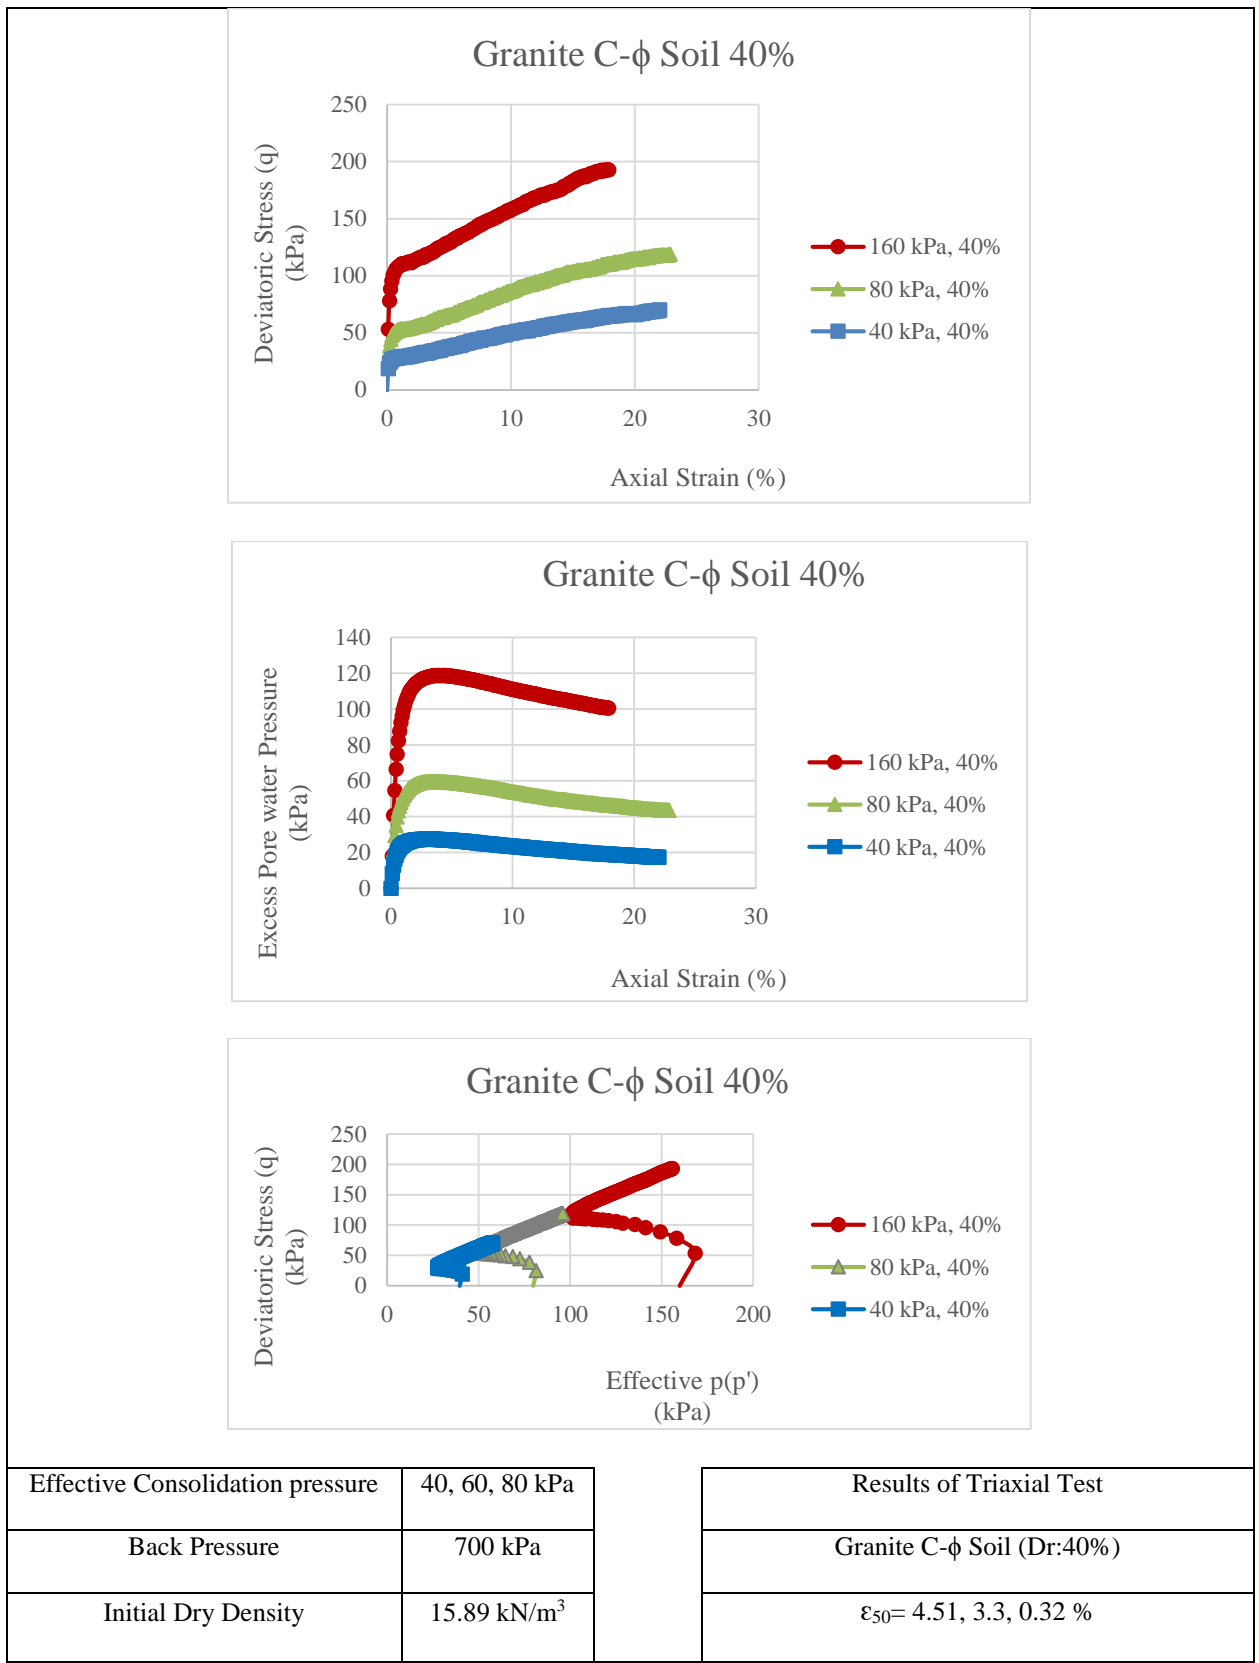 Granite C-ϕ Soil 40%
Deviatoric Stress (q)
(kPa)
250
200
150
100
50
0
0 10 20 30
Axial Strain (%)
160 kPa, 40%
80 kPa, 40%
40 kPa, 40%
Granite C-ϕ Soil 40%
Excess Pore water Pressure
(kPa)
140
120
100
80
60
40
20
0
0 10 20 30
Axial Strain (%)
160 kPa, 40%
80 kPa, 40%
40 kPa, 40%
Granite C-ϕ Soil 40%
Deviatoric Stress (q)
(kPa)
250
200
150
100
50
0
0 50 100 150 200
Effective p(p')
(kPa)
160 kPa, 40%
80 kPa, 40%
40 kPa, 40%
Effective Consolidation pressure 40, 60, 80 kPa Results of Triaxial Test
Back Pressure 700 kPa Granite C-ϕ Soil (Dr:40%)
Initial Dry Density 15.89 kN/m³ ε₅₀= 4.51, 3.3, 0.32 %